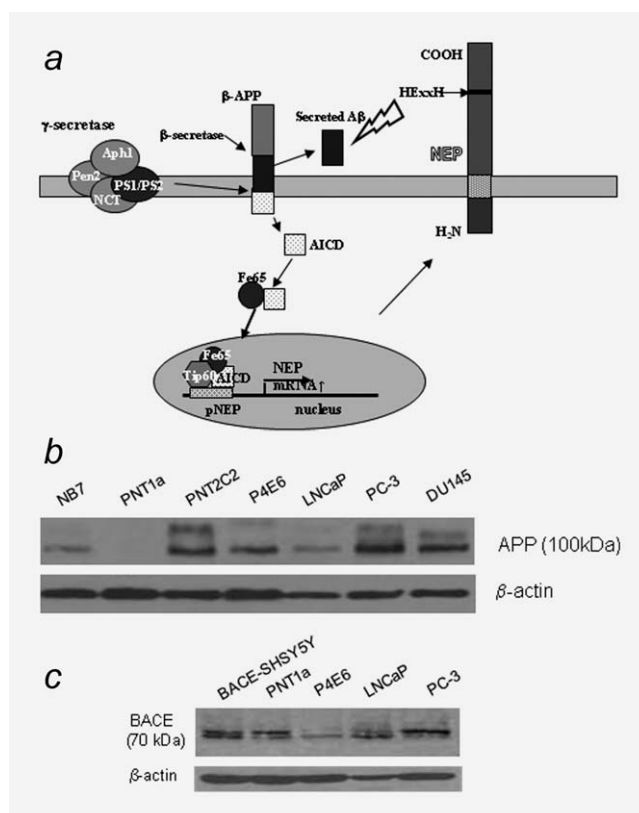 a
COOH
β-APP
HExxH
Secreted Aβ
γ-secretase
β-secretase
Aph1
NEP
Pen2
PS1/PS2
NCT
H₂N
AICD
Fe65
Fe65
Tip60
AICD
NEP
mRNA↑
pNEP
nucleus
b
NB7
PNT1a
PNT2C2
P4E6
LNCaP
PC-3
DU145
APP (100kDa)
β-actin
c
BACE-SHSY5Y
PNT1a
P4E6
LNCaP
PC-3
BACE
(70 kDa)
β-actin